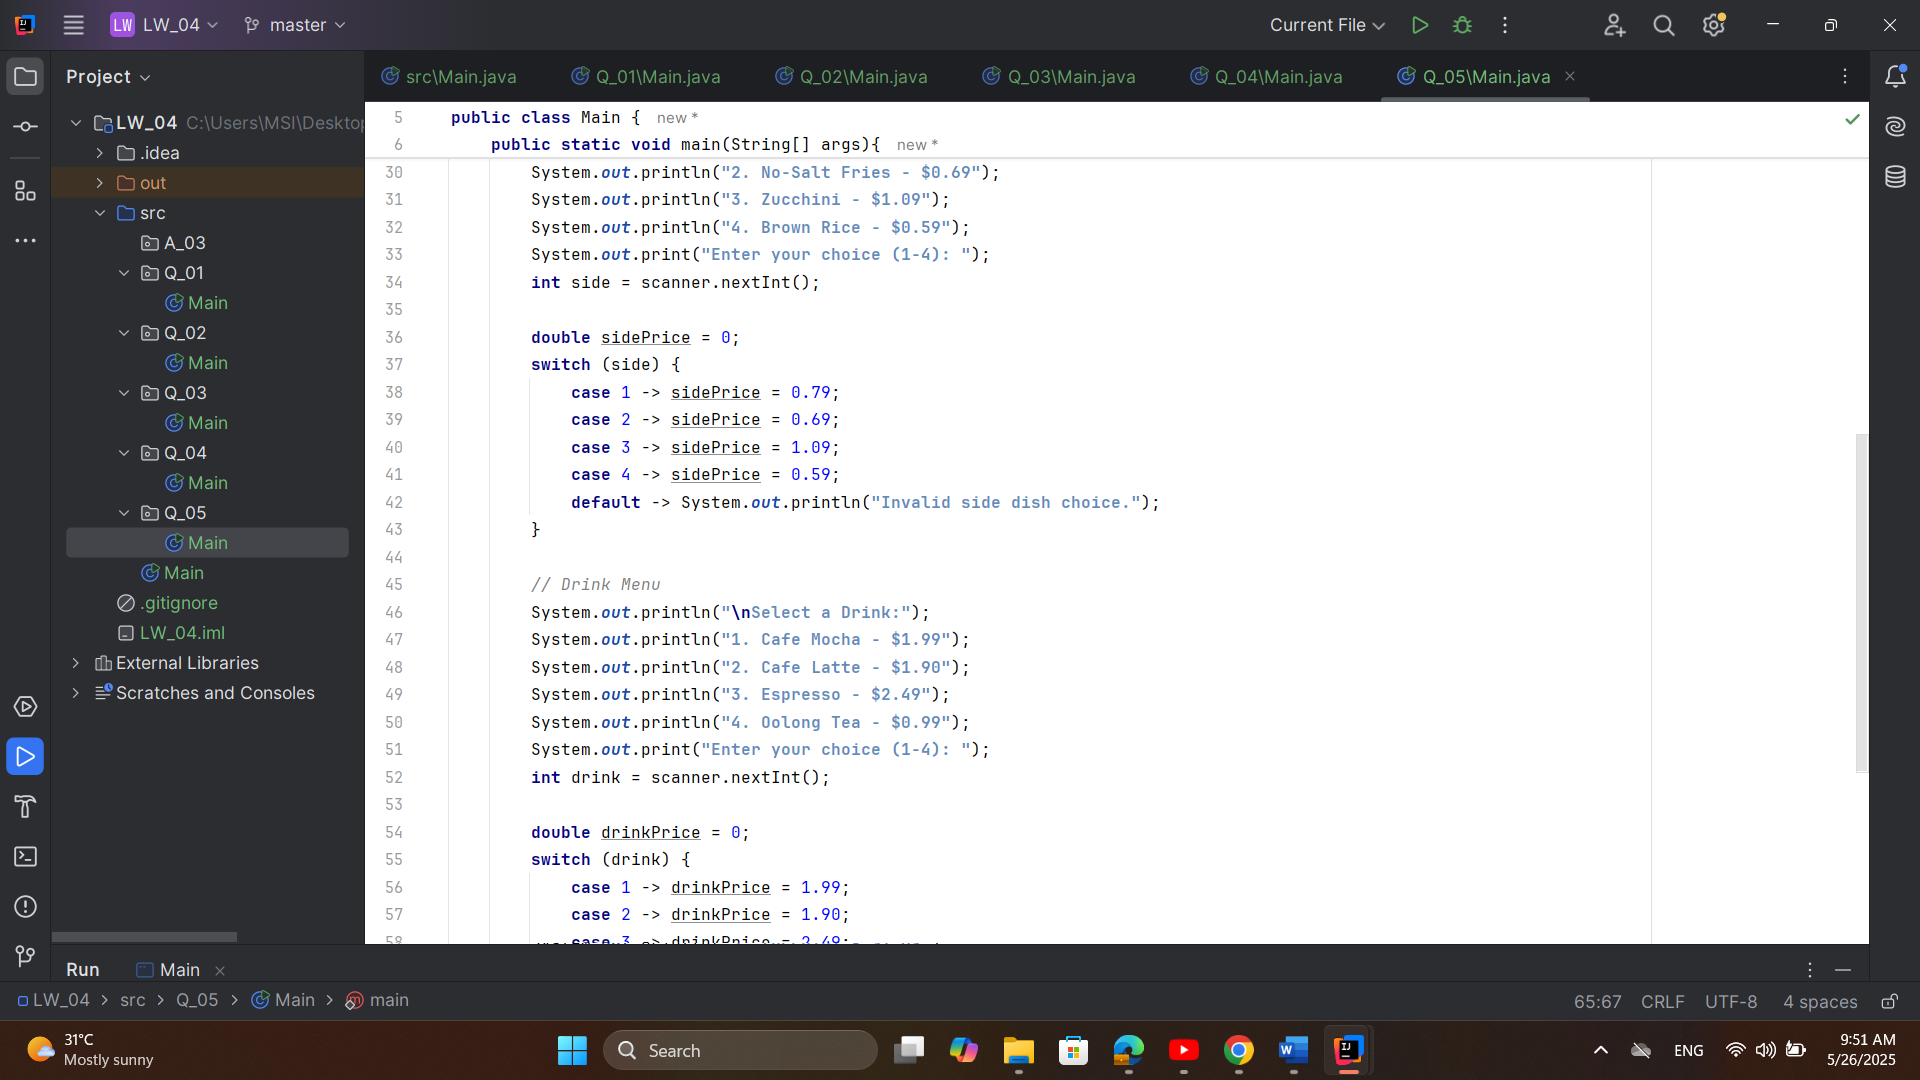 LW LW_04 master Current File
Project
src\Main.java Q_01\Main.java Q_02\Main.java Q_03\Main.java Q_04\Main.java Q_05\Main.java
LW_04 C:\Users\MSI\Desktop
.idea
out
src
A_03
Q_01
Main
Q_02
Main
Q_03
Main
Q_04
Main
Q_05
Main
Main
.gitignore
LW_04.iml
External Libraries
Scratches and Consoles
5 public class Main { new *
6 public static void main(String[] args){ new *
30 System.out.println("2. No-Salt Fries - $0.69");
31 System.out.println("3. Zucchini - $1.09");
32 System.out.println("4. Brown Rice - $0.59");
33 System.out.print("Enter your choice (1-4): ");
34 int side = scanner.nextInt();
35
36 double sidePrice = 0;
37 switch (side) {
38 case 1 -> sidePrice = 0.79;
39 case 2 -> sidePrice = 0.69;
40 case 3 -> sidePrice = 1.09;
41 case 4 -> sidePrice = 0.59;
42 default -> System.out.println("Invalid side dish choice.");
43 }
44
45 // Drink Menu
46 System.out.println("\nSelect a Drink:");
47 System.out.println("1. Cafe Mocha - $1.99");
48 System.out.println("2. Cafe Latte - $1.90");
49 System.out.println("3. Espresso - $2.49");
50 System.out.println("4. Oolong Tea - $0.99");
51 System.out.print("Enter your choice (1-4): ");
52 int drink = scanner.nextInt();
53
54 double drinkPrice = 0;
55 switch (drink) {
56 case 1 -> drinkPrice = 1.99;
57 case 2 -> drinkPrice = 1.90;
58 case 3 -> drinkPrice = 2.49;
Run Main
LW_04 > src > Q_05 > Main > main 65:67 CRLF UTF-8 4 spaces
31°C
Mostly sunny
Search
ENG
9:51 AM
5/26/2025